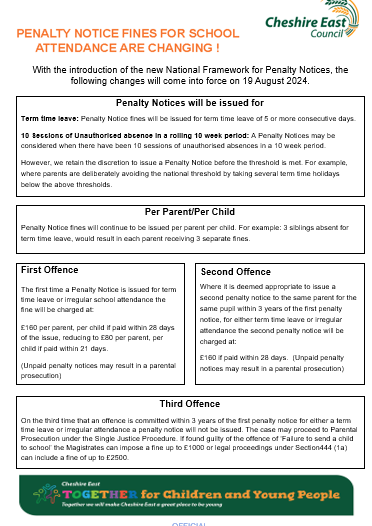 Cheshire East
Council
PENALTY NOTICE FINES FOR SCHOOL
ATTENDANCE ARE CHANGING !
With the introduction of the new National Framework for Penalty Notices, the
following changes will come into force on 19 August 2024.
Penalty Notices will be issued for
Term time leave: Penalty Notice fines will be issued for term time leave of 5 or more consecutive days.
10 Sessions of Unauthorised absence in a rolling 10 week period: A Penalty Notices may be
considered when there have been 10 sessions of unauthorised absences in a 10 week period.
However, we retain the discretion to issue a Penalty Notice before the threshold is met. For example,
where parents are deliberately avoiding the national threshold by taking several term time holidays
below the above thresholds.
Per Parent/Per Child
Penalty Notice fines will continue to be issued per parent per child. For example: 3 siblings absent for
term time leave, would result in each parent receiving 3 separate fines.
First Offence
The first time a Penalty Notice is issued for term
time leave or irregular school attendance the
fine will be charged at:
£160 per parent, per child if paid within 28 days
of the issue, reducing to £80 per parent, per
child if paid within 21 days.
(Unpaid penalty notices may result in a parental
prosecution)
Second Offence
Where it is deemed appropriate to issue a
second penalty notice to the same parent for the
same pupil within 3 years of the first penalty
notice, for either term time leave or irregular
attendance the second penalty notice will be
charged at:
£160 if paid within 28 days. (Unpaid penalty
notices may result in a parental prosecution)
Third Offence
On the third time that an offence is committed within 3 years of the first penalty notice for either a term
time leave or irregular attendance a penalty notice will not be issued. The case may proceed to Parental
Prosecution under the Single Justice Procedure. If found guilty of the offence of 'Failure to send a child
to school' the Magistrates can impose a fine up to £1000 or legal proceedings under Section444 (1a)
can include a fine of up to £2500.
Cheshire East
TOGETHER for Children and Young People
Together we will make Cheshire East a great place to be young
OFFICIAL